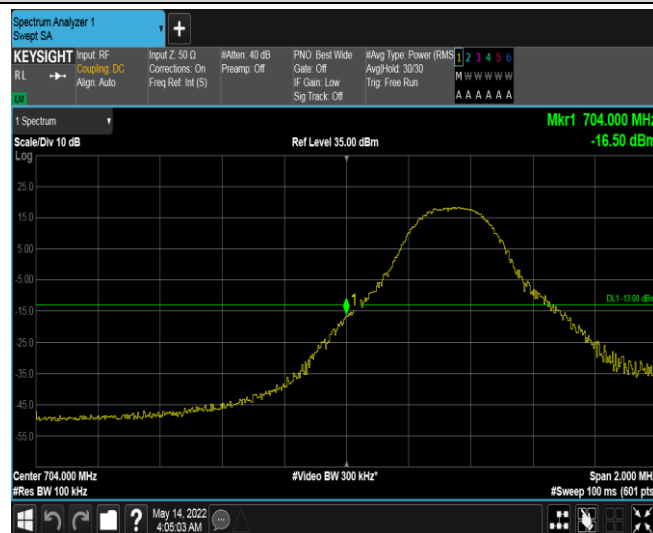 Spectrum Analyzer 1
Swept SA
+
KEYSIGHT
RL
Input: RF
Coupling: DC
Align: Auto
Input Z: 50 Ω
Corrections: On
Freq Ref: Int (S)
#Atten: 40 dB
Preamp: Off
PNO: Best Wide
Gate: Off
IF Gain: Low
Sig Track: Off
#Avg Type: Power (RMS
Avg|Hold: 30/30
Trig: Free Run
1 2 3 4 5 6
M W W W W W
A A A A A A
1 Spectrum
Scale/Div 10 dB
Ref Level 35.00 dBm
Mkr1 704.000 MHz
-16.50 dBm
Log
25.0
15.0
5.00
-5.00
-15.0
-25.0
-35.0
-45.0
-55.0
1
DL1 -13.00 dBm
Center 704.000 MHz
#Video BW 300 kHz*
Span 2.000 MHz
#Res BW 100 kHz
#Sweep 100 ms (601 pts
?
May 14, 2022
4:05:03 AM